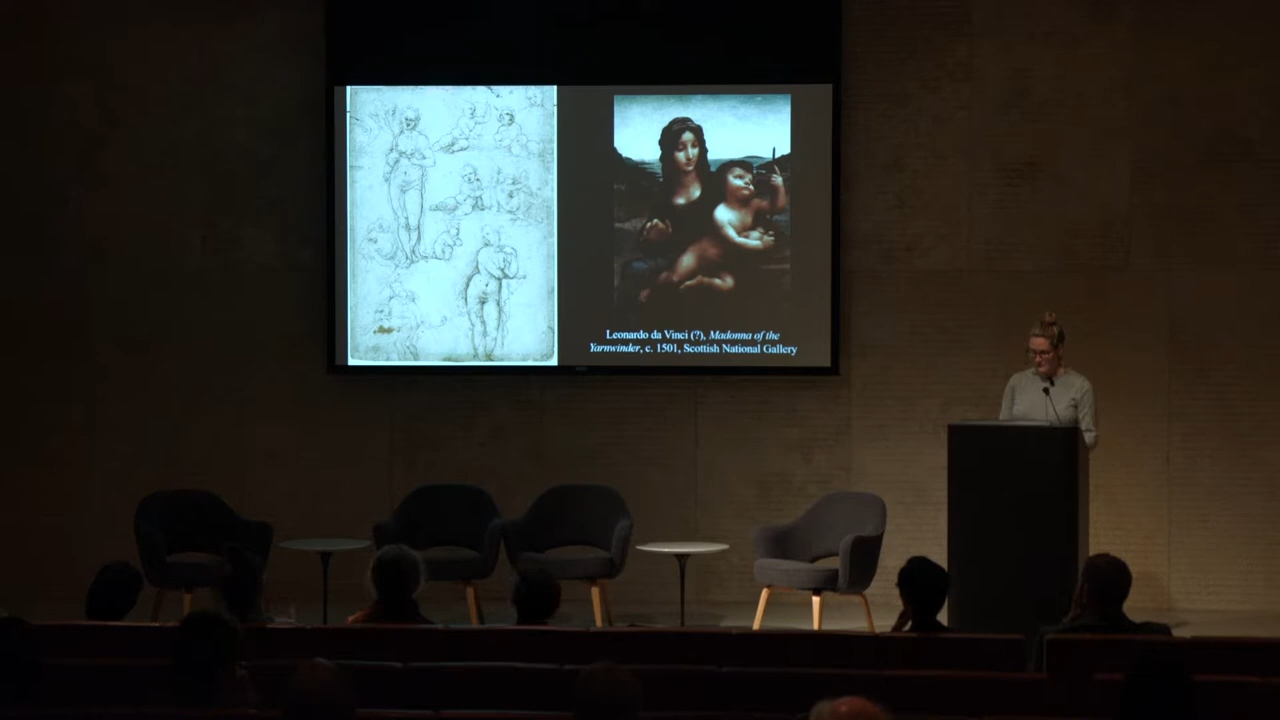 Leonardo da Vinci (?), Madonna of the
Yarnwinder, c. 1501, Scottish National Gallery